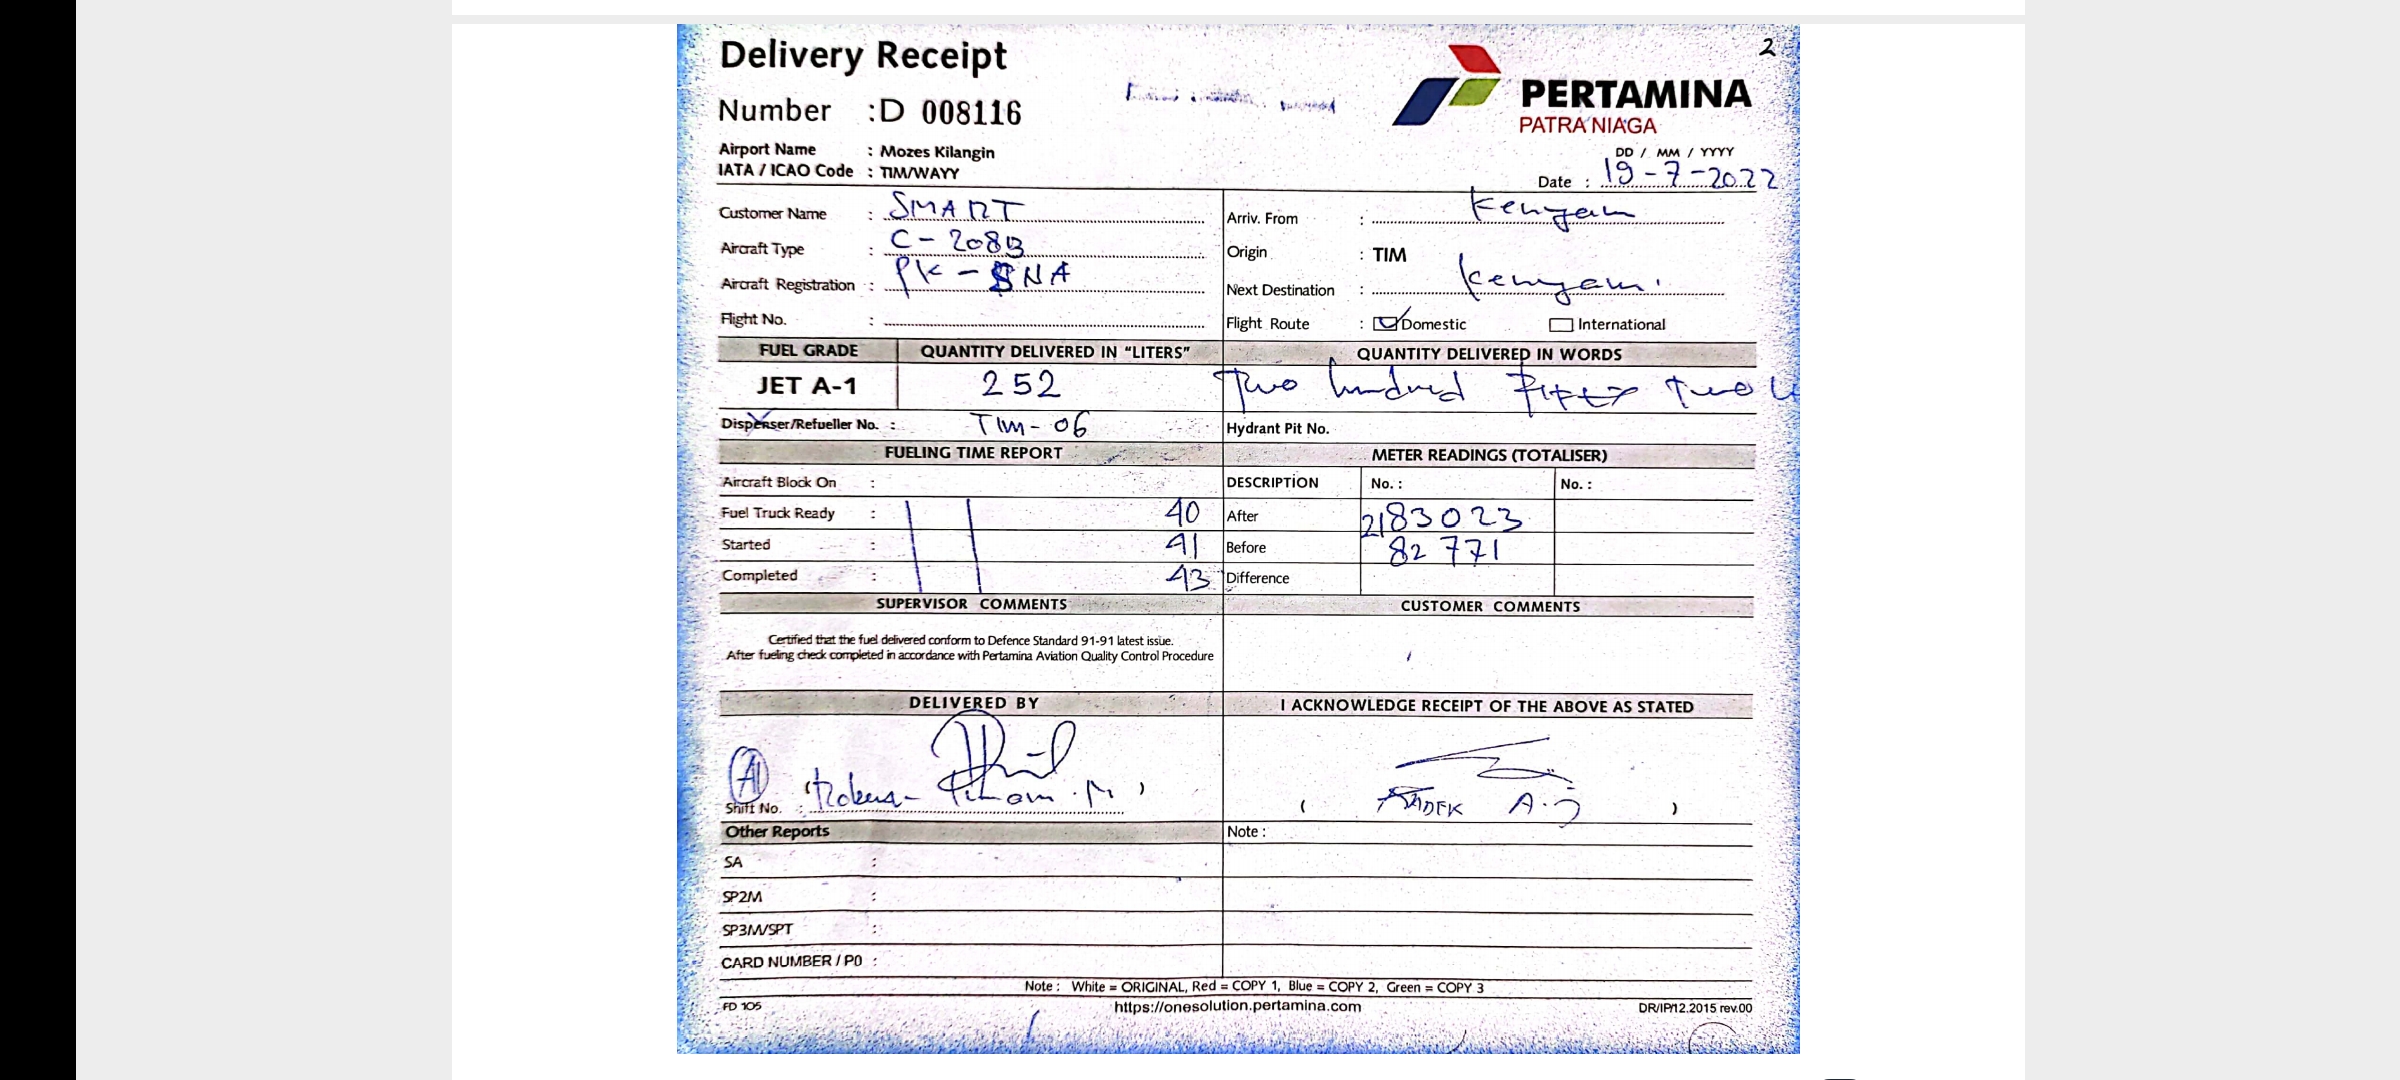 2
Delivery Receipt
PERTAMINA
PATRA NIAGA
Number :D 008116
Airport Name : Mozes Kilangin
IATA / ICAO Code : TIM/WAYY
DD / MM / YYYY
Date : 19-7-2022
Customer Name : SMART
Arriv. From : Kenyam
Aircraft Type : C-208B
Origin : TIM
Aircraft Registration : PK-SNA
Next Destination : Kenyam.
Flight No. :
Flight Route : Domestic International
FUEL GRADE QUANTITY DELIVERED IN “LITERS” QUANTITY DELIVERED IN WORDS
JET A-1 252 Two hundred Fifty Two
Dispenser/Refueller No. : TIM-06 Hydrant Pit No.
FUELING TIME REPORT METER READINGS (TOTALISER)
Aircraft Block On : DESCRIPTION No. : No. :
Fuel Truck Ready : 40 After 2183023
Started : 41 Before 82 771
Completed : 43 Difference
SUPERVISOR COMMENTS CUSTOMER COMMENTS
Certified that the fuel delivered conform to Defence Standard 91-91 latest issue.
After fueling check completed in accordance with Pertamina Aviation Quality Control Procedure
DELIVERED BY I ACKNOWLEDGE RECEIPT OF THE ABOVE AS STATED
Shift No. :
( A.J )
Other Reports Note :
SA :
SP2M :
SP3M/SPT :
CARD NUMBER / PO :
Note : White = ORIGINAL, Red = COPY 1, Blue = COPY 2, Green = COPY 3
FD 105 https://onesolution.pertamina.com DR/IP/12.2015 rev.00